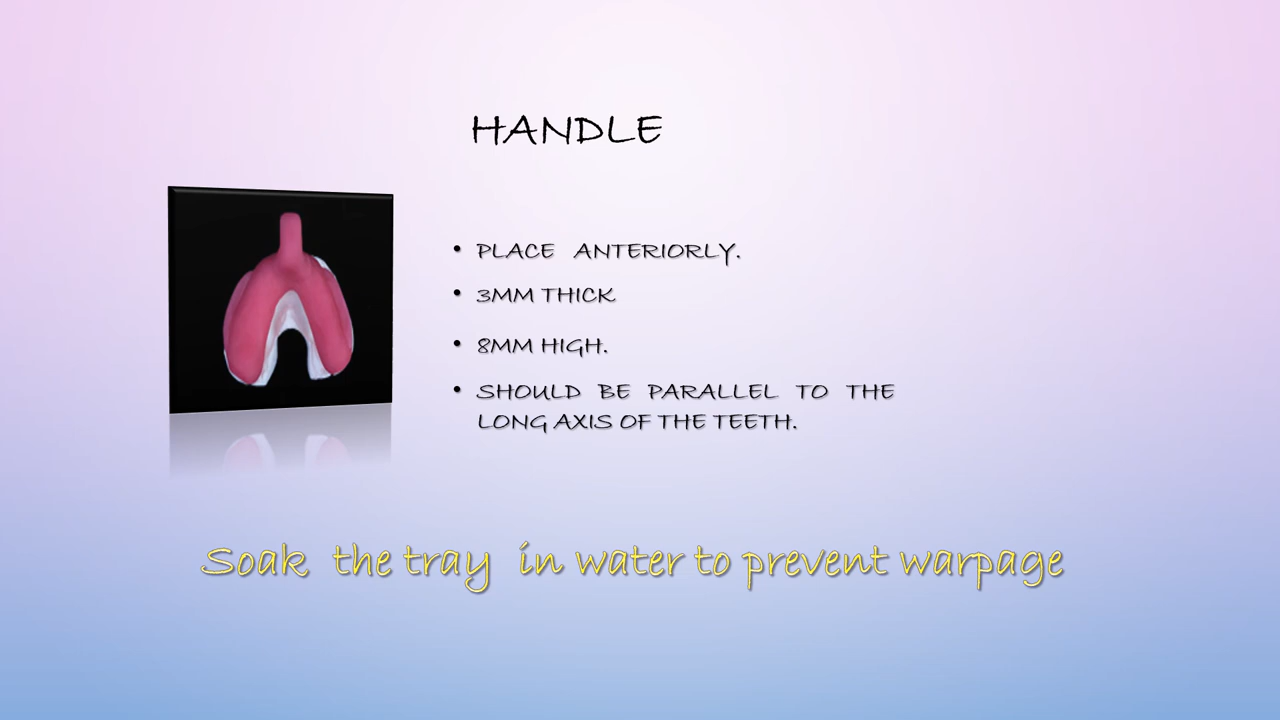 HANDLE
• PLACE ANTERIORLY.
• 3MM THICK
• 8MM HIGH.
• SHOULD BE PARALLEL TO THE
LONG AXIS OF THE TEETH.
Soak the tray in water to prevent warpage